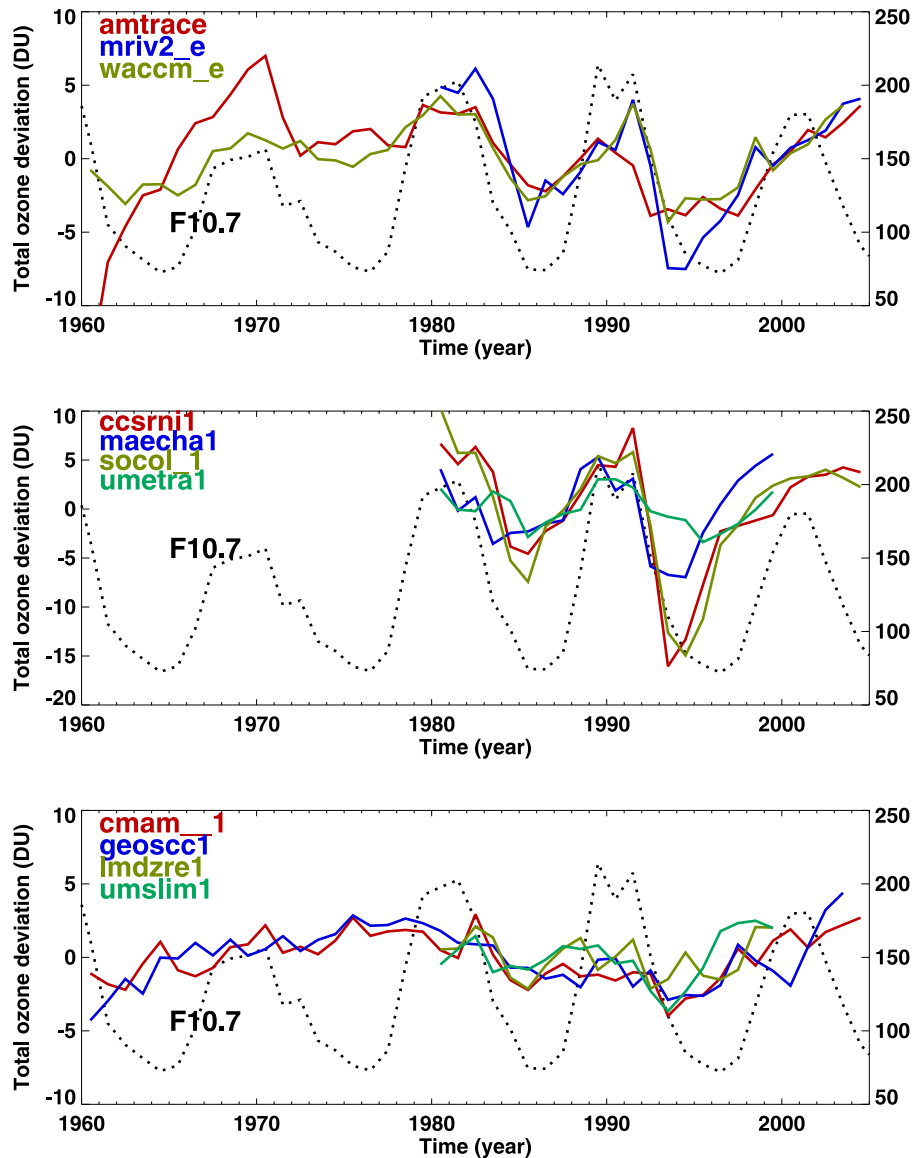 10
5
0
-5
-10
Total ozone deviation (DU)
amtrace
mriv2_e
waccm_e
F10.7
250
200
150
100
50
1960
1970
1980
1990
2000
Time (year)
10
5
0
-5
-10
-15
-20
Total ozone deviation (DU)
ccsrni1
maecha1
socol_1
umetra1
F10.7
250
200
150
100
50
1960
1970
1980
1990
2000
Time (year)
10
5
0
-5
-10
Total ozone deviation (DU)
cmam__1
geoscc1
lmdzre1
umslim1
F10.7
250
200
150
100
50
1960
1970
1980
1990
2000
Time (year)